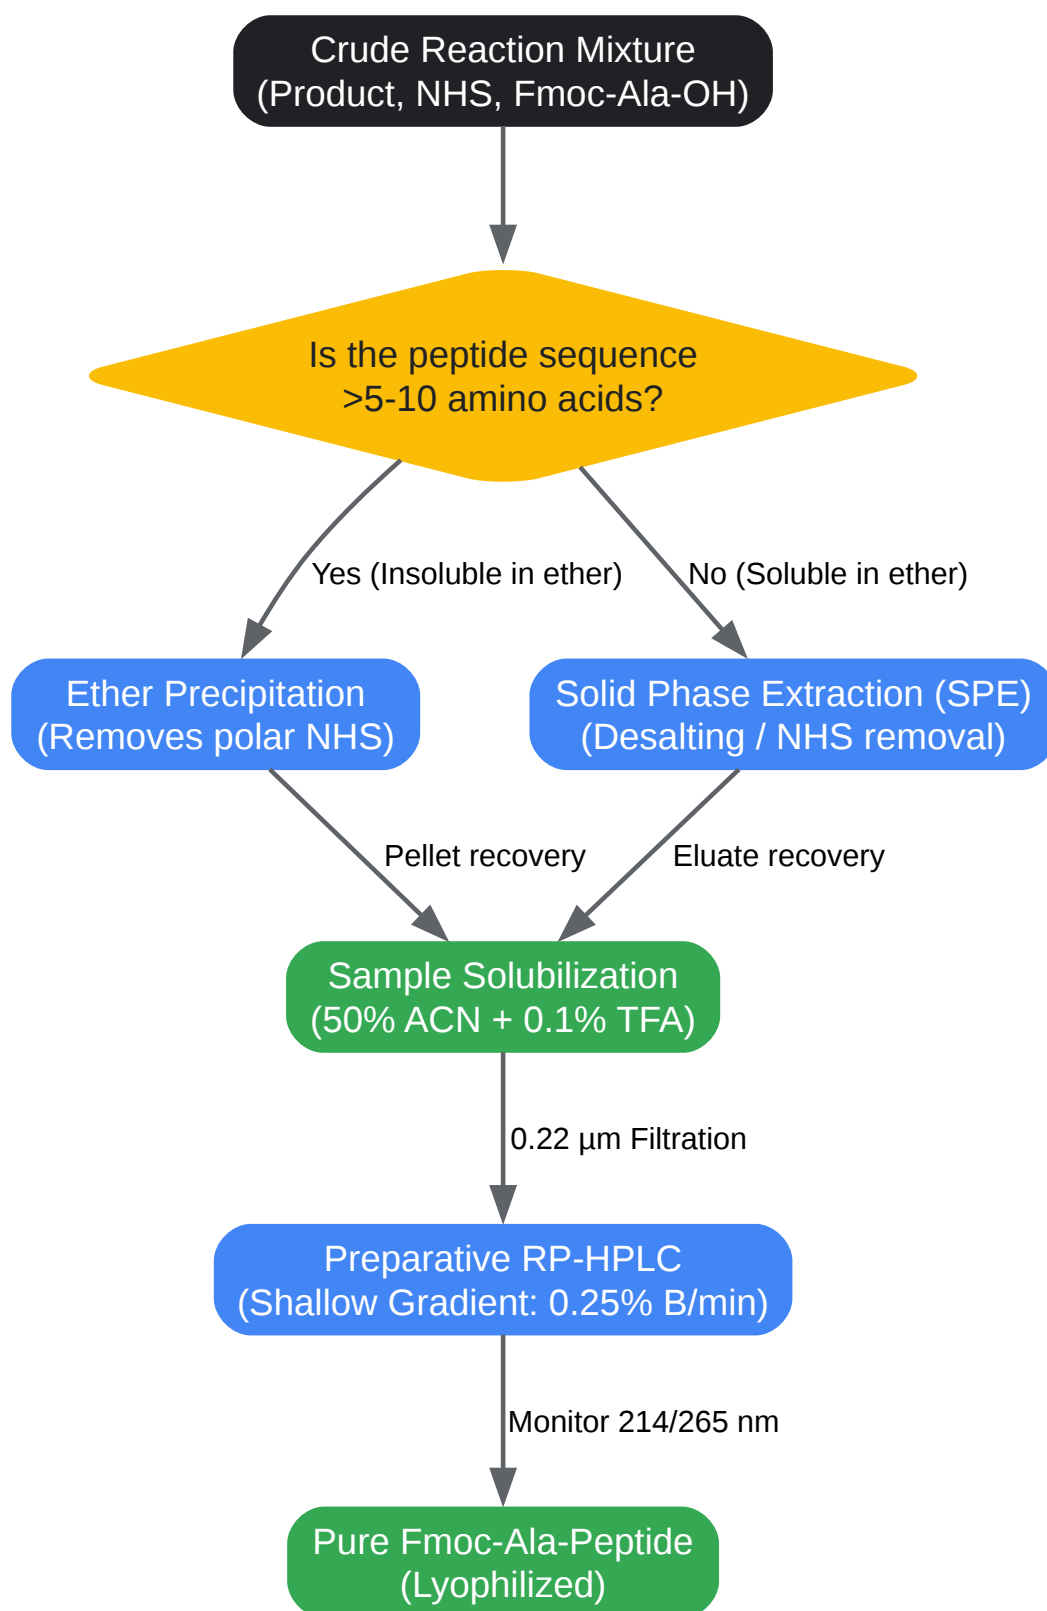 Crude Reaction Mixture
(Product, NHS, Fmoc-Ala-OH)
Is the peptide sequence
>5-10 amino acids?
Yes (Insoluble in ether)
No (Soluble in ether)
Ether Precipitation
(Removes polar NHS)
Solid Phase Extraction (SPE)
(Desalting / NHS removal)
Pellet recovery
Eluate recovery
Sample Solubilization
(50% ACN + 0.1% TFA)
0.22 µm Filtration
Preparative RP-HPLC
(Shallow Gradient: 0.25% B/min)
Monitor 214/265 nm
Pure Fmoc-Ala-Peptide
(Lyophilized)